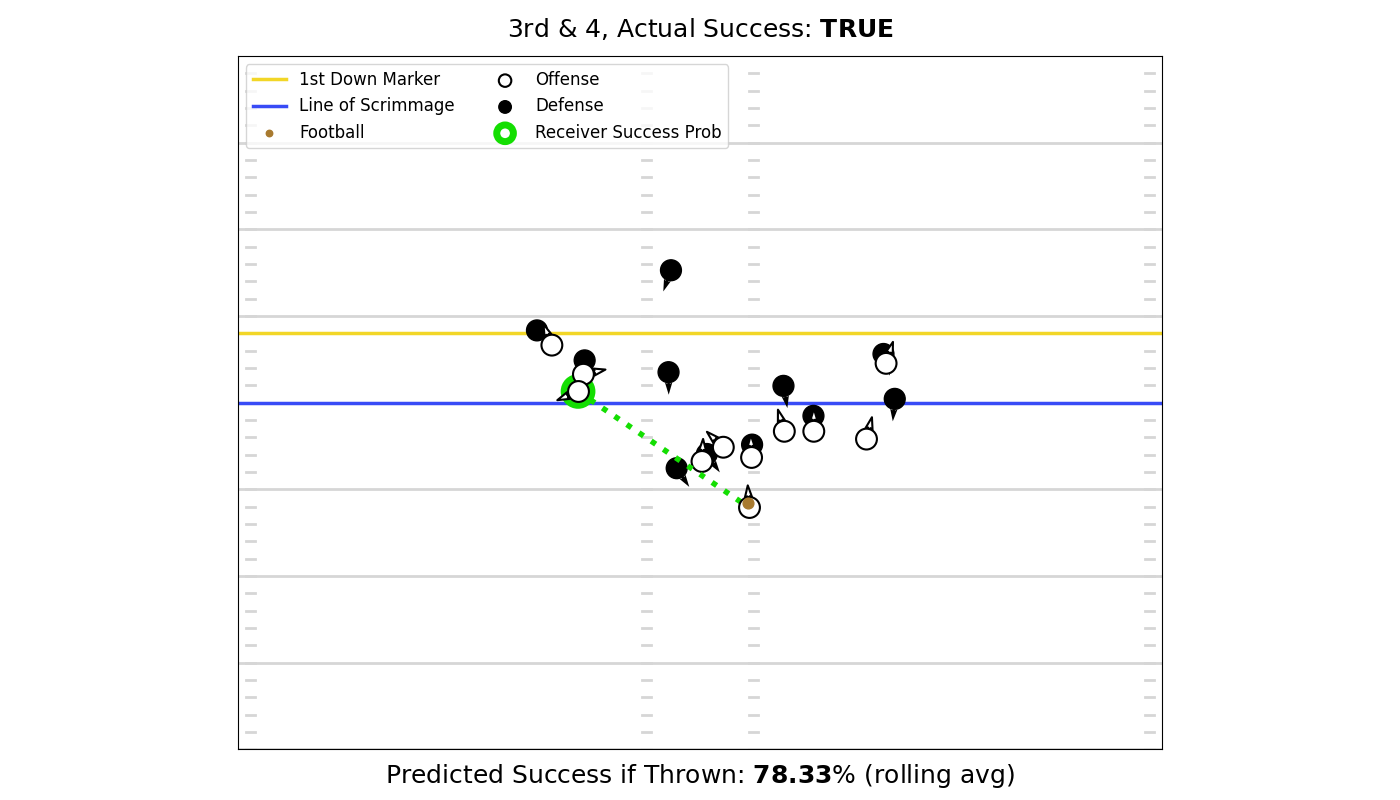 3rd & 4, Actual Success: TRUE
1st Down Marker
Line of Scrimmage
Football
Offense
Defense
Receiver Success Prob
Predicted Success if Thrown: 78.33% (rolling avg)